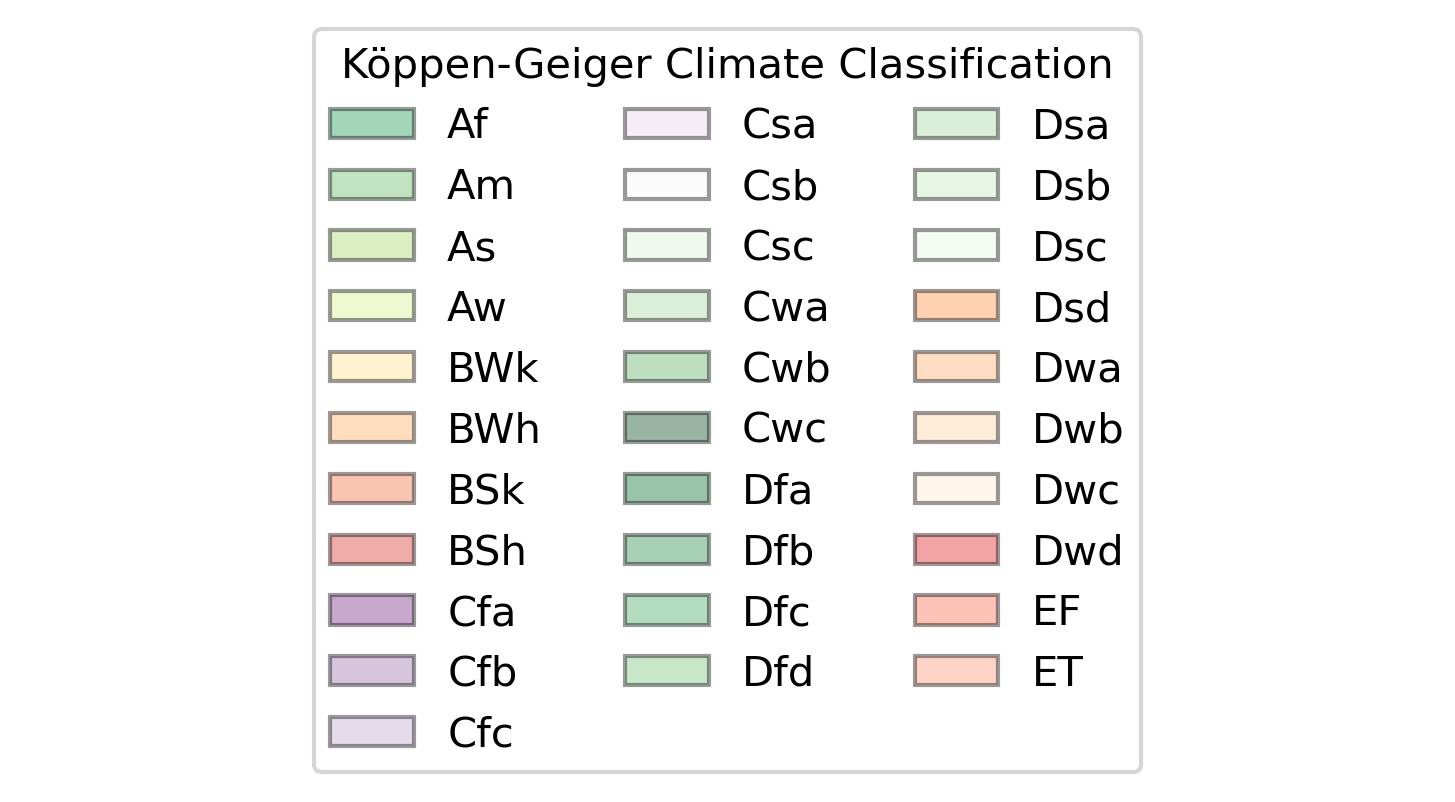 Köppen-Geiger Climate Classification
Af
Am
As
Aw
BWk
BWh
BSk
BSh
Cfa
Cfb
Cfc
Csa
Csb
Csc
Cwa
Cwb
Cwc
Dfa
Dfb
Dfc
Dfd
Dsa
Dsb
Dsc
Dsd
Dwa
Dwb
Dwc
Dwd
EF
ET